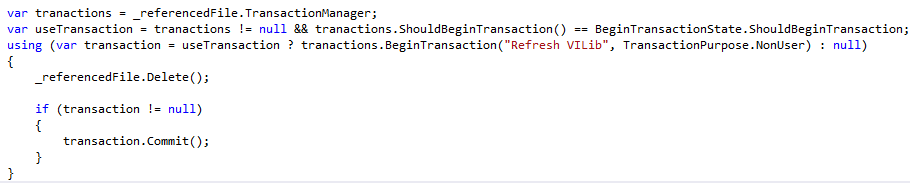 var tranactions = _referencedFile.TransactionManager;
var useTransaction = tranactions != null && tranactions.ShouldBeginTransaction() == BeginTransactionState.ShouldBeginTransaction;
using (var transaction = useTransaction ? tranactions.BeginTransaction("Refresh VILib", TransactionPurpose.NonUser) : null)
{
    _referencedFile.Delete();

    if (transaction != null)
    {
        transaction.Commit();
    }
}